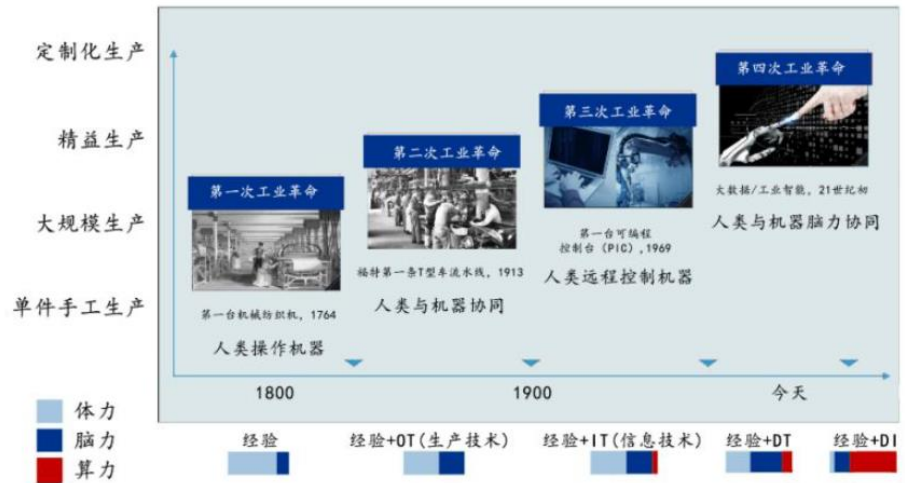 定制化生产
精益生产
大规模生产
单件手工生产
第一次工业革命
第一台机械纺织机，1764
人类操作机器
第二次工业革命
福特第一条T型车流水线，1913
人类与机器协同
第三次工业革命
第一台可编程
控制台（PIC）,1969
人类远程控制机器
第四次工业革命
大数据/工业智能，21世纪初
人类与机器脑力协同
1800
1900
今天
体力
脑力
算力
经验
经验+OT(生产技术)
经验+IT(信息技术)
经验+DT
经验+DI